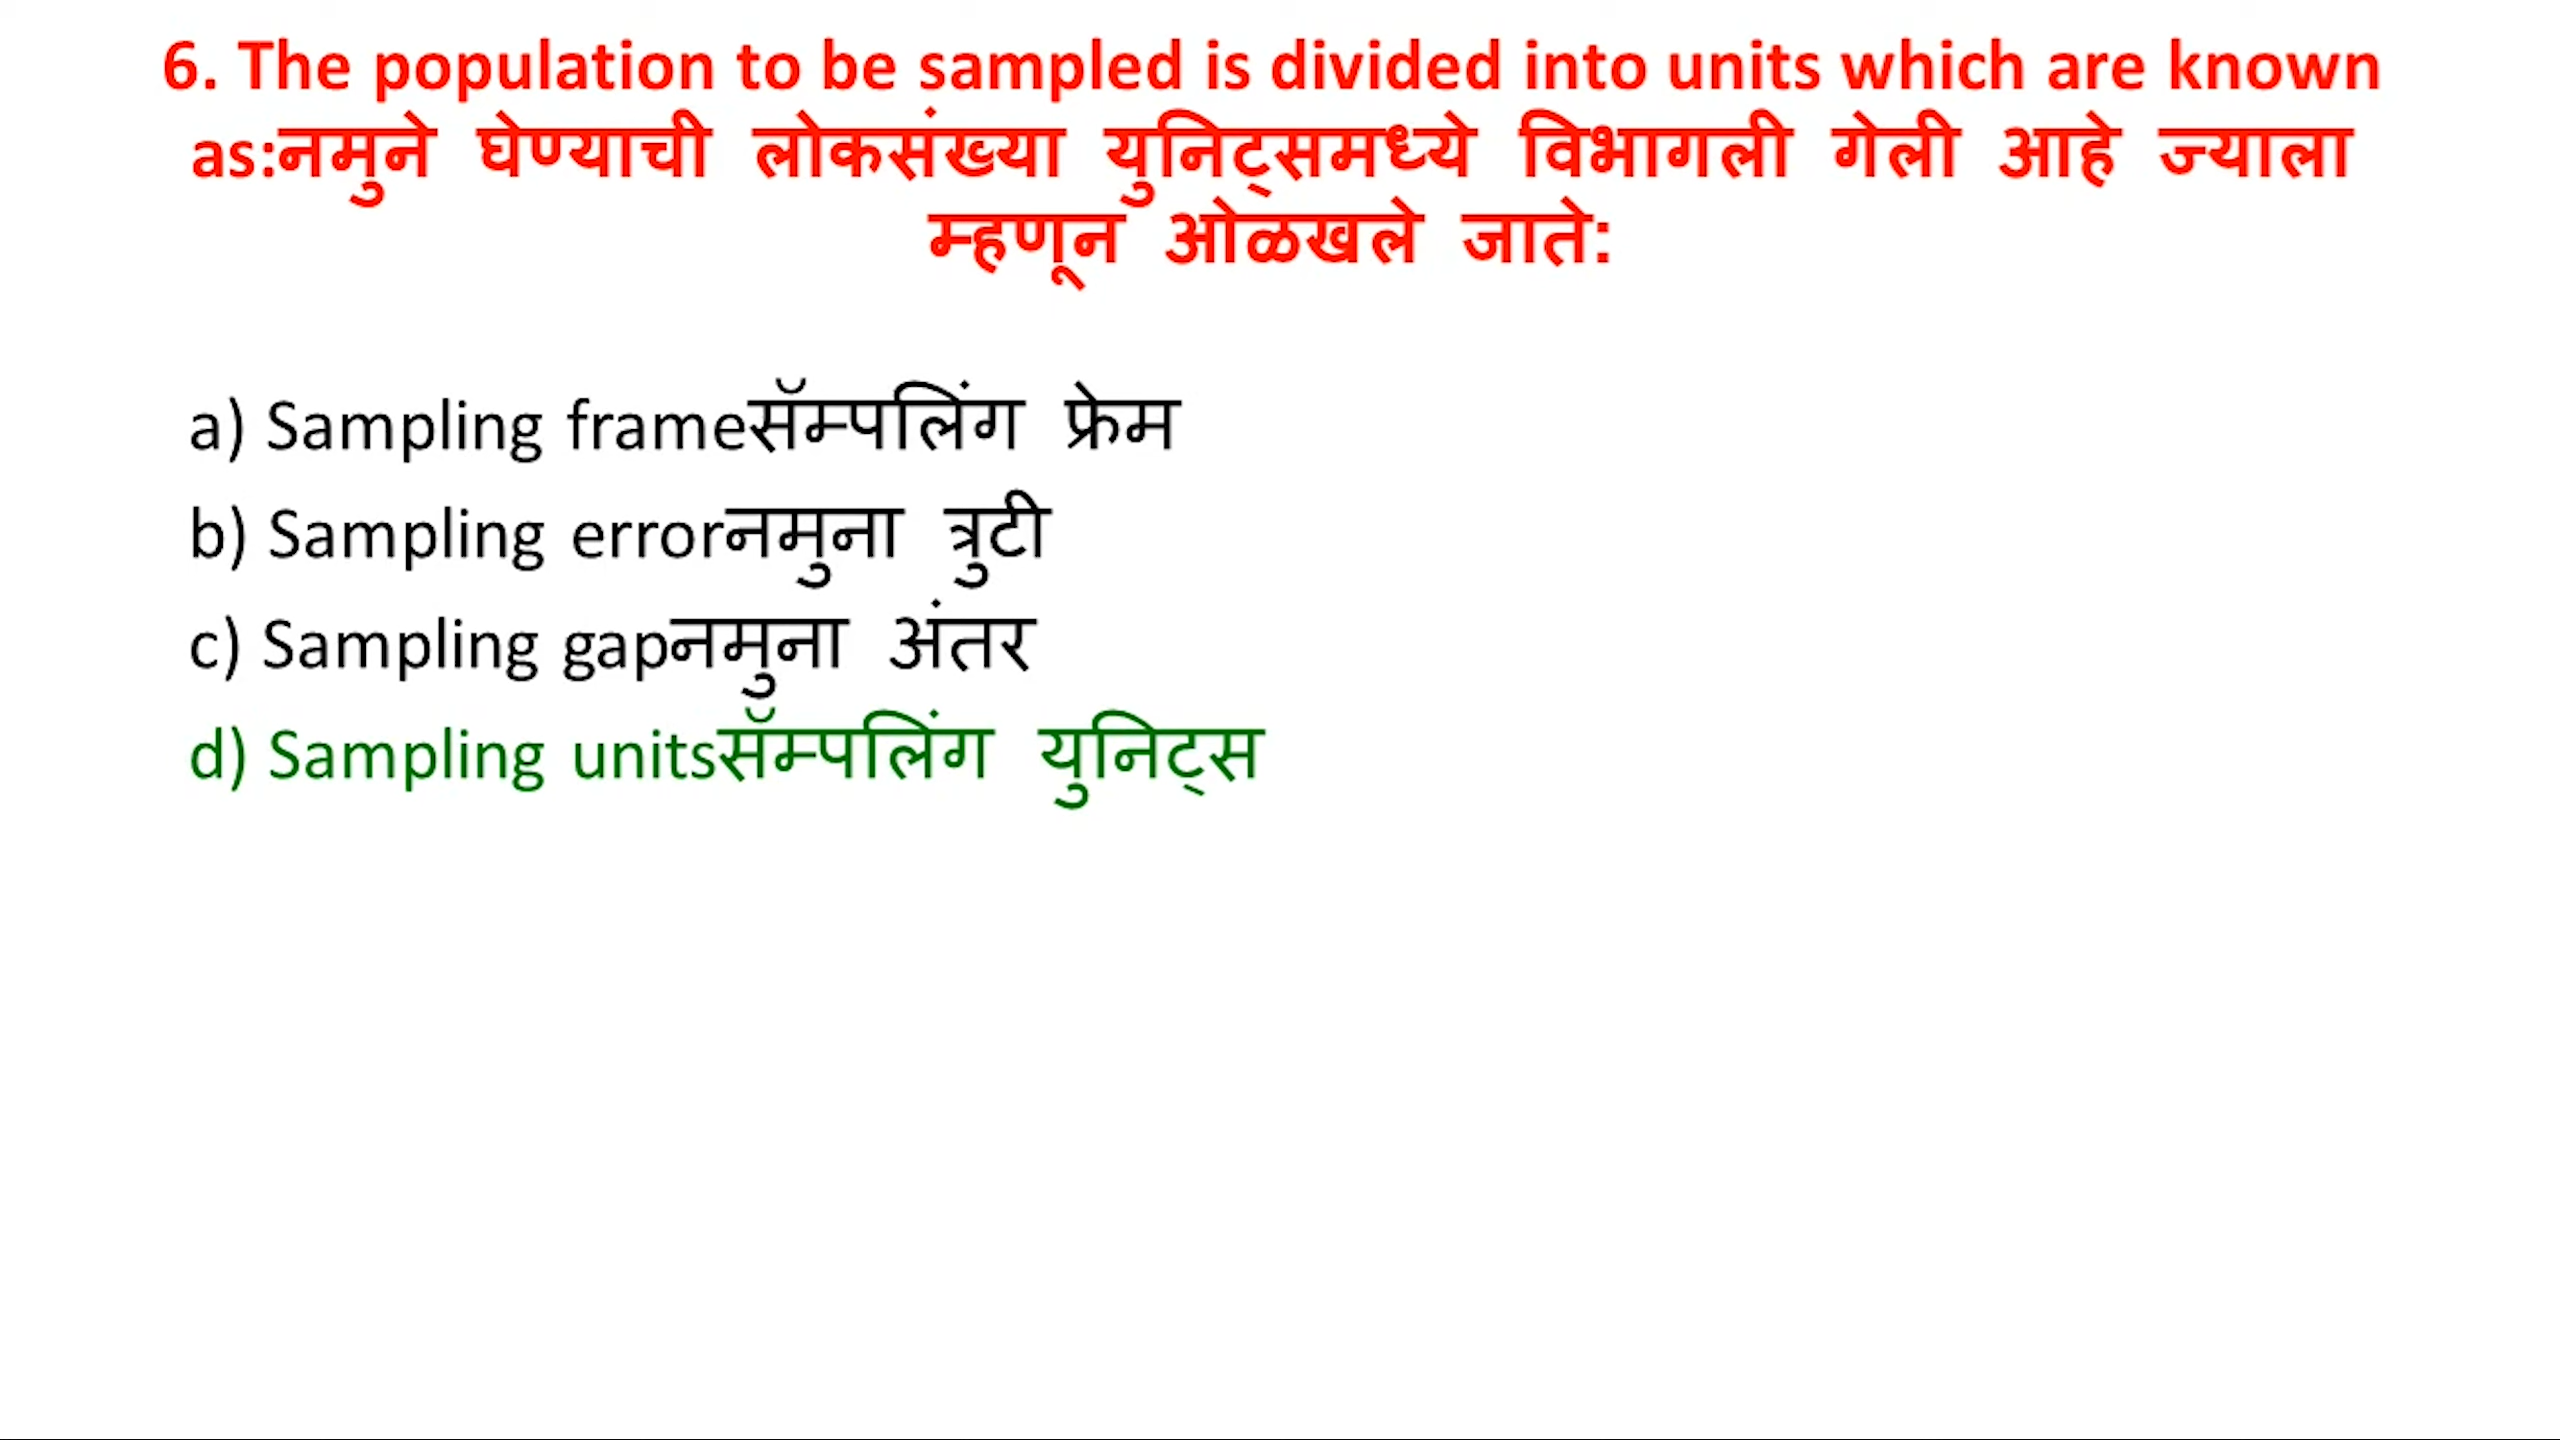 6. The population to be sampled is divided into units which are known
as:नमुने घेण्याची लोकसंख्या युनिट्समध्ये विभागली गेली आहे ज्याला
म्हणून ओळखले जाते:
a) Sampling frameसॅम्पलिंग फ्रेम
b) Sampling errorनमुना त्रुटी
c) Sampling gapनमुना अंतर
d) Sampling unitsसॅम्पलिंग युनिट्स